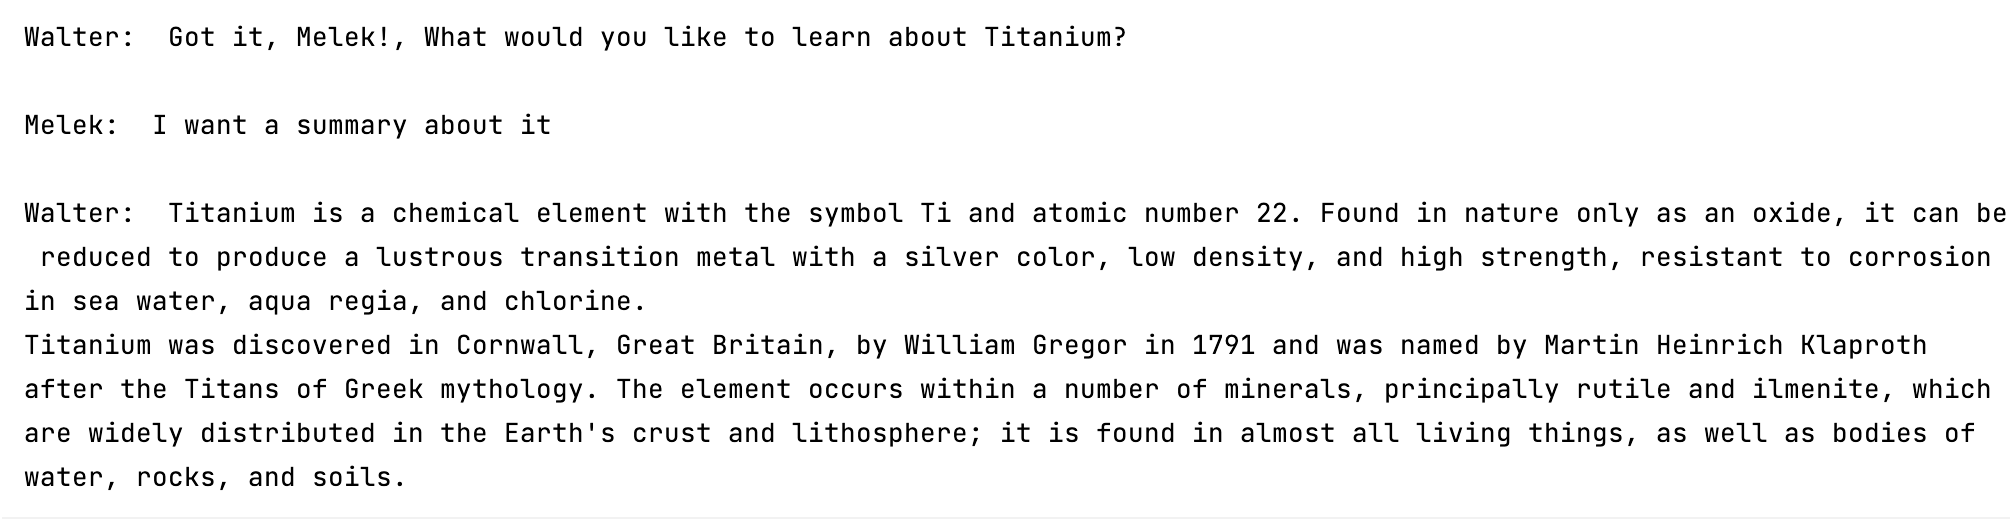 Walter:  Got it, Melek!, What would you like to learn about Titanium?
Melek:  I want a summary about it
Walter:  Titanium is a chemical element with the symbol Ti and atomic number 22. Found in nature only as an oxide, it can be
reduced to produce a lustrous transition metal with a silver color, low density, and high strength, resistant to corrosion
in sea water, aqua regia, and chlorine.
Titanium was discovered in Cornwall, Great Britain, by William Gregor in 1791 and was named by Martin Heinrich Klaproth
after the Titans of Greek mythology. The element occurs within a number of minerals, principally rutile and ilmenite, which
are widely distributed in the Earth's crust and lithosphere; it is found in almost all living things, as well as bodies of
water, rocks, and soils.